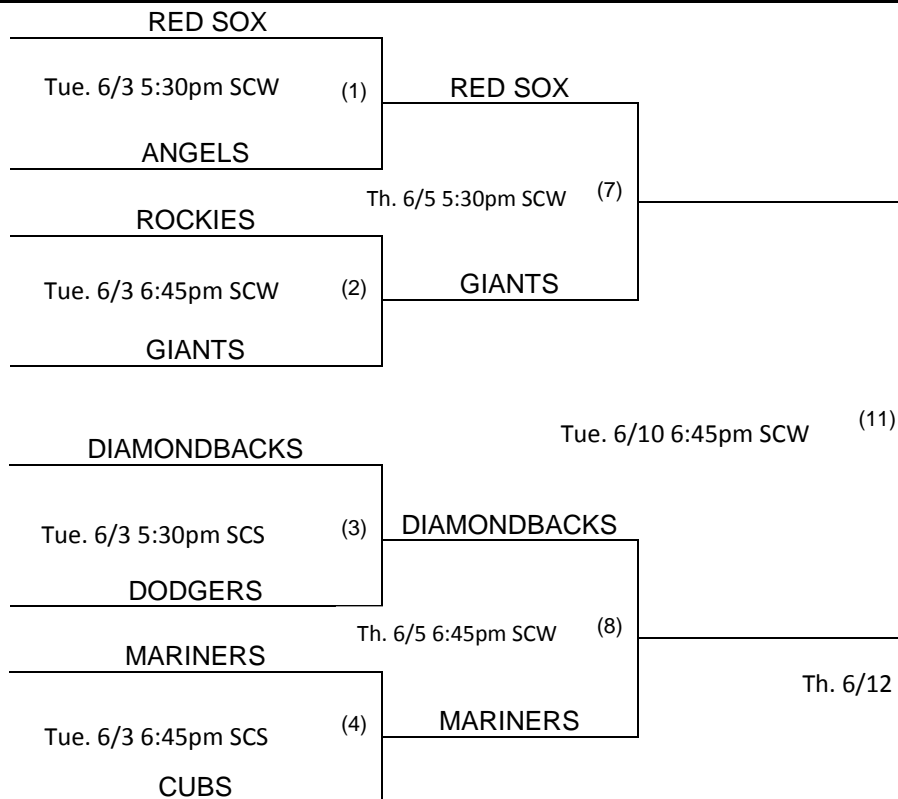 RED SOX
Tue. 6/3 5:30pm SCW (1)
RED SOX
ANGELS
Th. 6/5 5:30pm SCW (7)
ROCKIES
Tue. 6/3 6:45pm SCW (2)
GIANTS
GIANTS
Tue. 6/10 6:45pm SCW (11)
DIAMONDBACKS
Tue. 6/3 5:30pm SCS (3)
DIAMONDBACKS
DODGERS
Th. 6/5 6:45pm SCW (8)
MARINERS
Th. 6/12
Tue. 6/3 6:45pm SCS (4)
MARINERS
CUBS